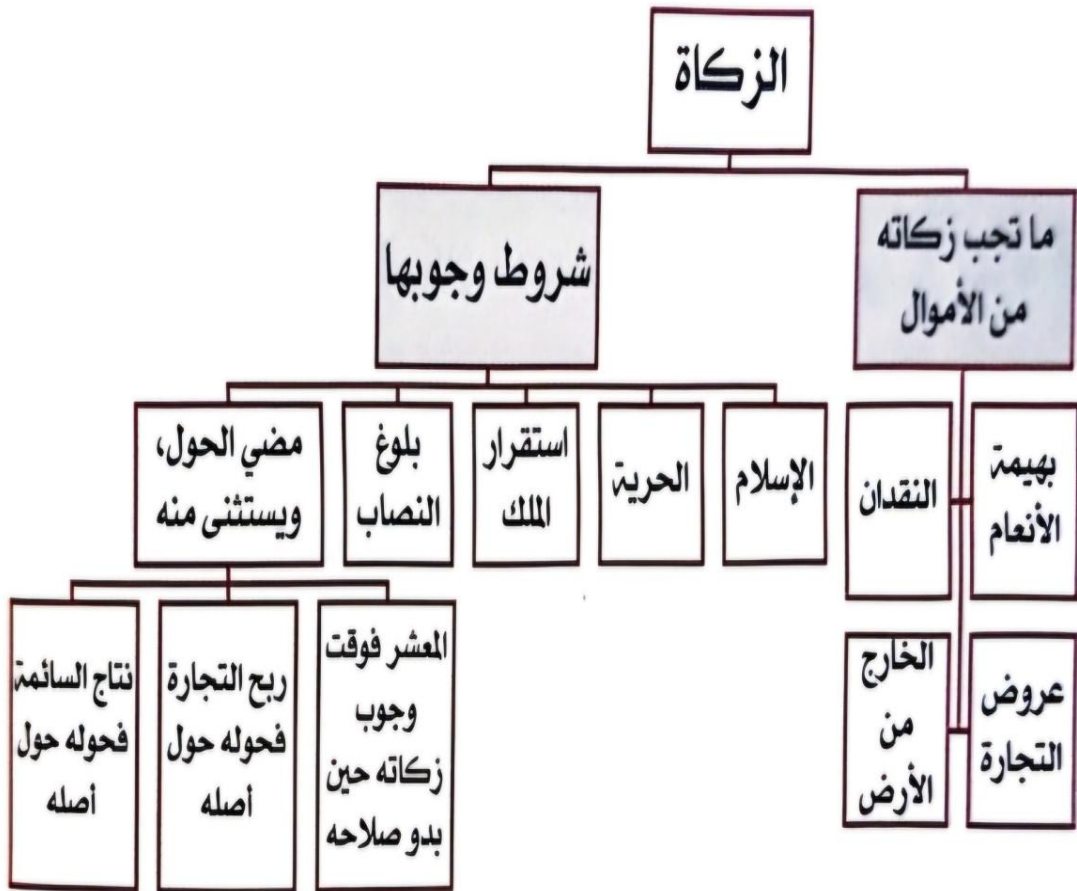 الزكاة
ما تجب زكاته
من الأموال
شروط وجوبها
بهيمة
الأنعام
النقدان
عروض
التجارة
الخارج
من
الأرض
الإسلام
الحرية
استقرار
الملك
بلوغ
النصاب
مضي الحول،
ويستثنى منه
المعشر فوقت
وجوب
زكاته حين
بدو صلاحه
ربح التجارة
فحوله حول
أصله
نتاج السائمة
فحوله حول
أصله